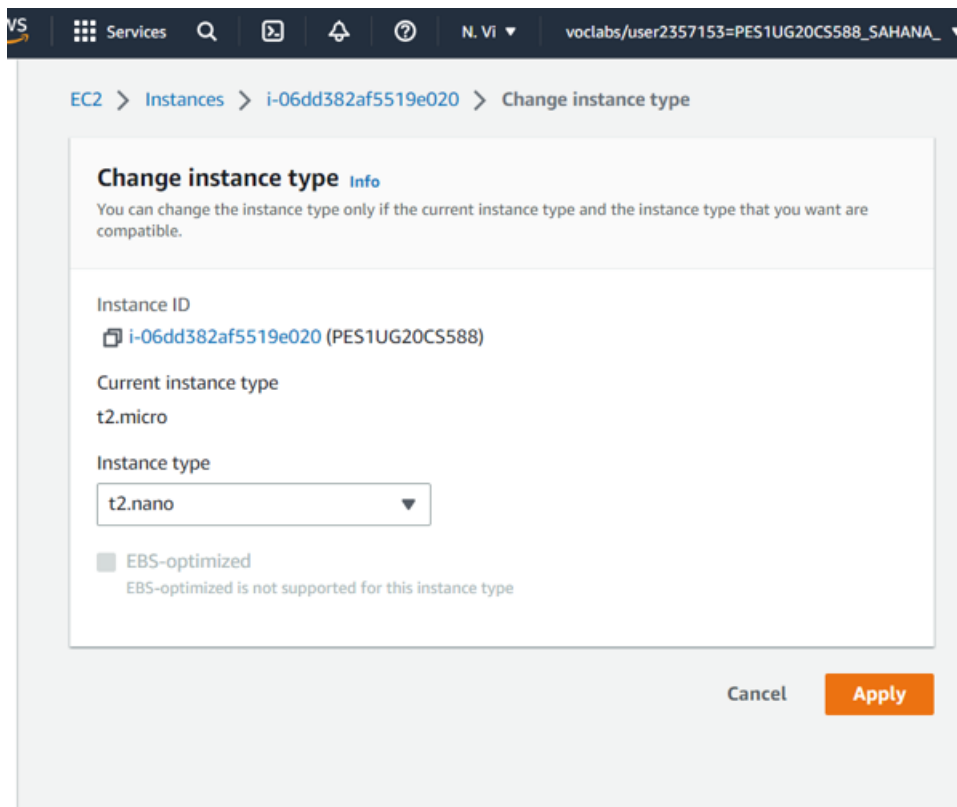 Services N. Vi voclabs/user2357153=PES1UG20CS588_SAHANA_
EC2 > Instances > i-06dd382af5519e020 > Change instance type
Change instance type Info
You can change the instance type only if the current instance type and the instance type that you want are
compatible.
Instance ID
i-06dd382af5519e020 (PES1UG20CS588)
Current instance type
t2.micro
Instance type
t2.nano
EBS-optimized
EBS-optimized is not supported for this instance type
Cancel Apply